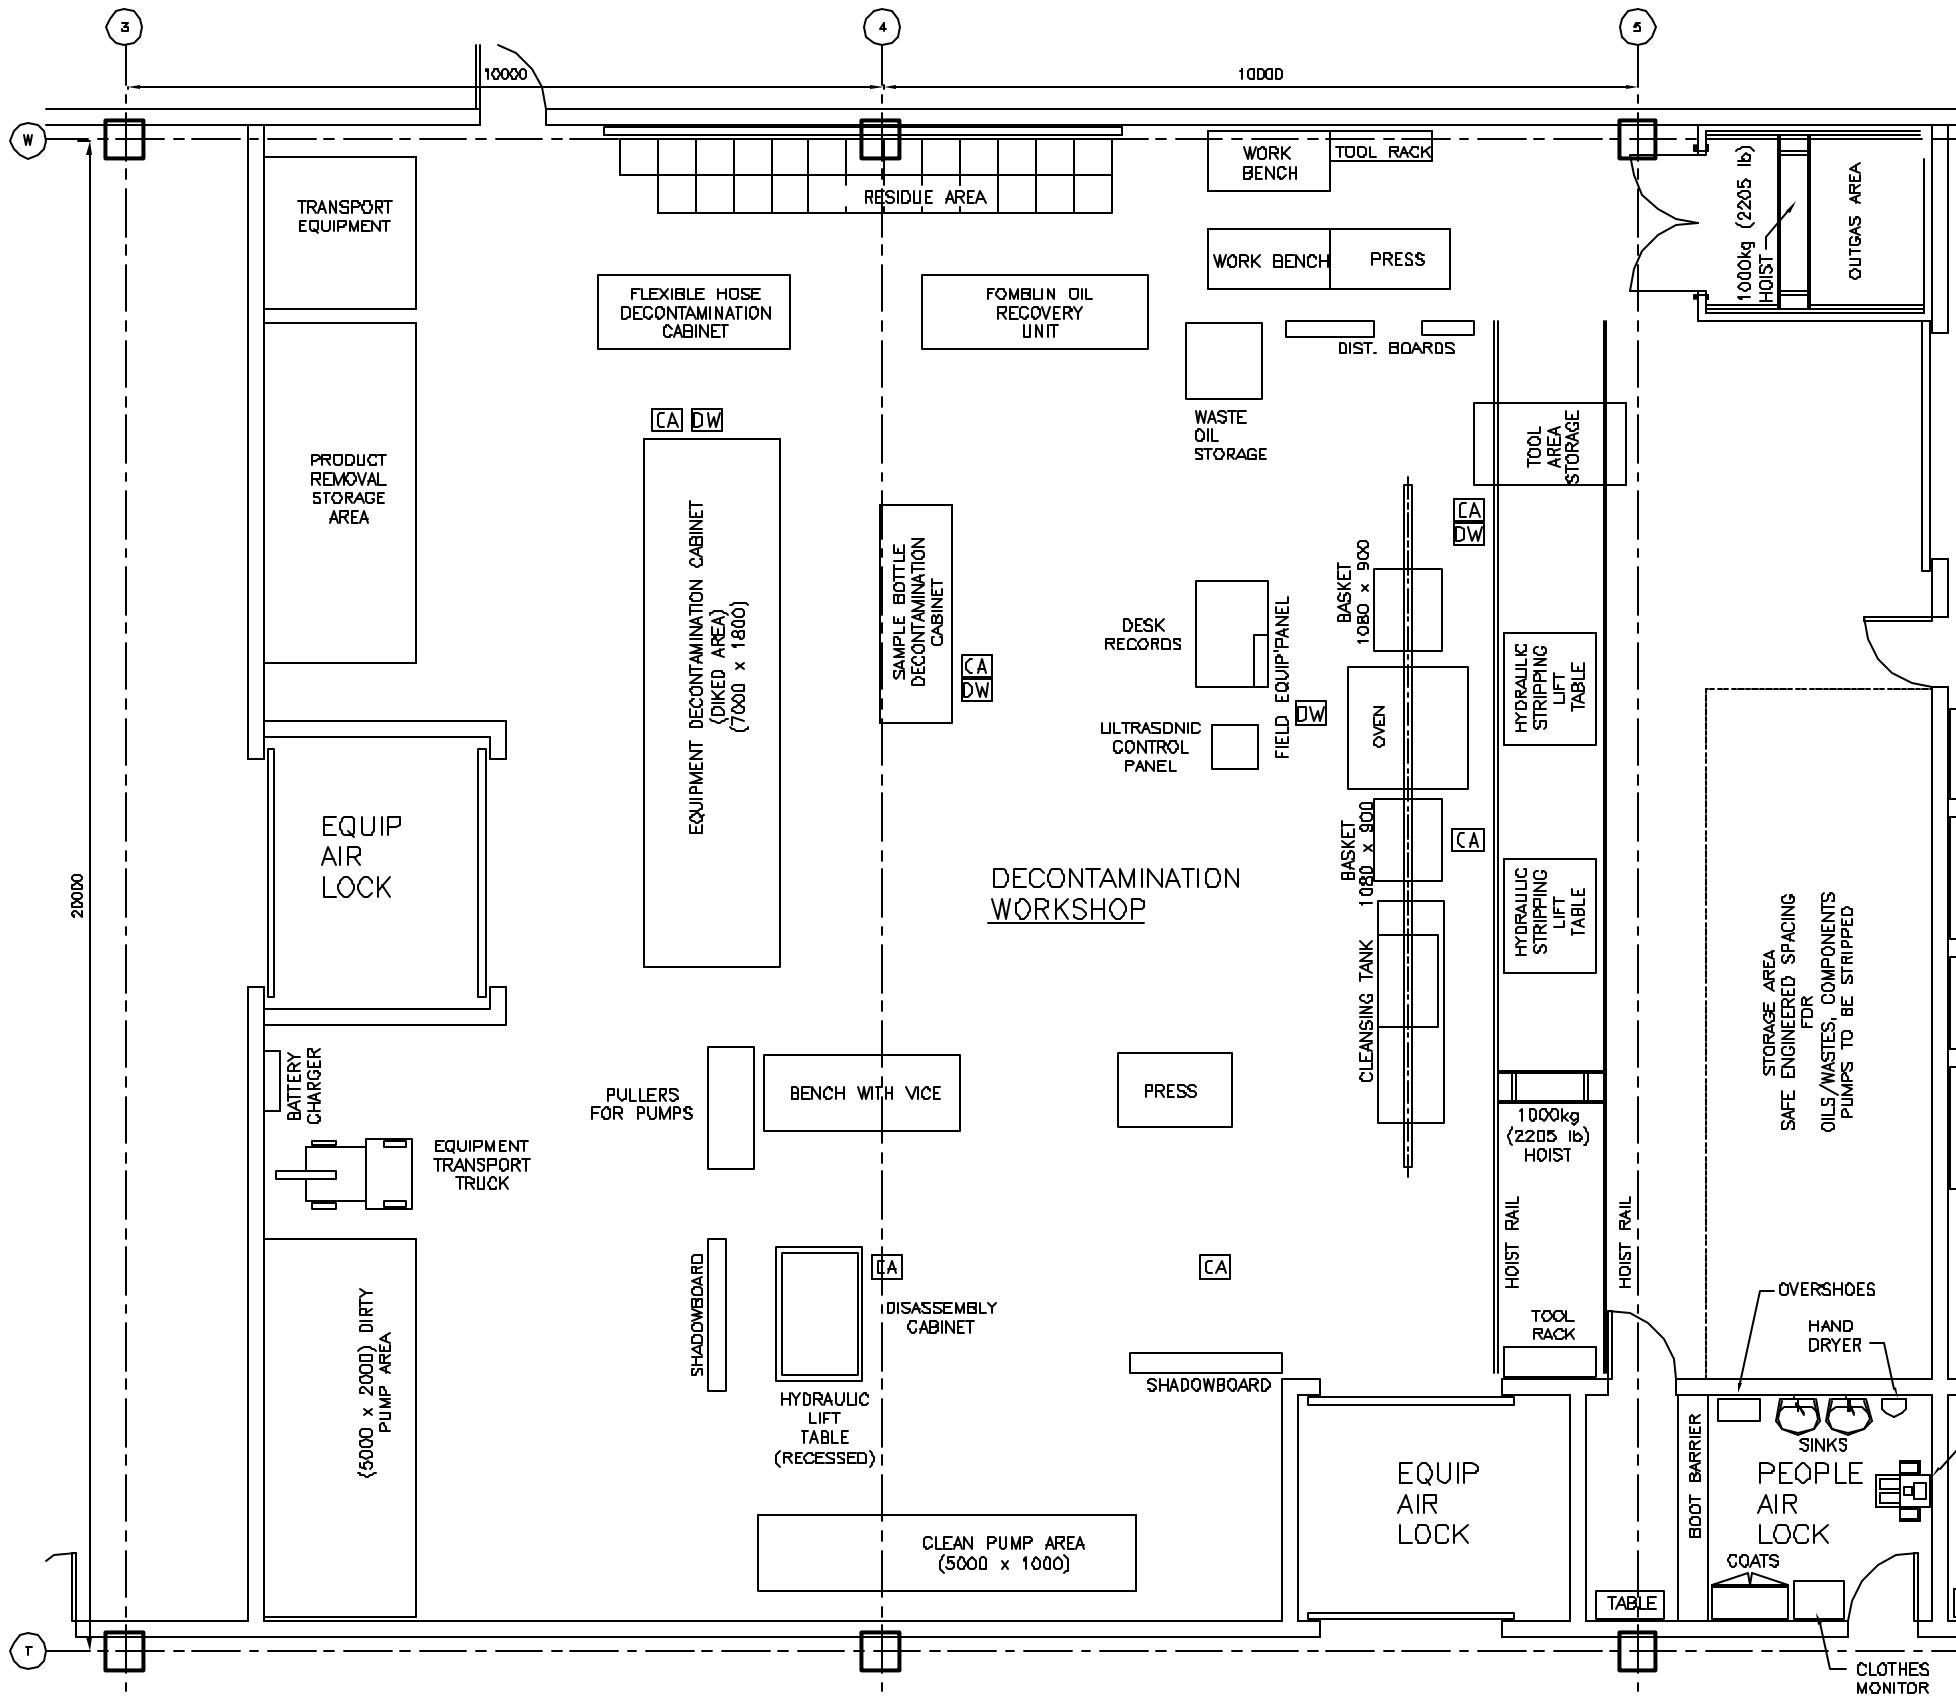 3
4
5
10000
10000
W
TRANSPORT
EQUIPMENT
RESIDUE AREA
WORK
BENCH
TOOL RACK
WORK BENCH
PRESS
1000kg (2205 lb)
HOIST
OUTGAS AREA
FLEXIBLE HOSE
DECONTAMINATION
CABINET
FOMBLIN OIL
RECOVERY
UNIT
DIST. BOARDS
WASTE
OIL
STORAGE
TOOL
AREA
STORAGE
PRODUCT
REMOVAL
STORAGE
AREA
CA
DW
EQUIPMENT DECONTAMINATION CABINET
(DIKED AREA)
(7000 x 1800)
SAMPLE BOTTLE
DECONTAMINATION
CABINET
CA
DW
CA
DW
BASKET
1080 x 900
DESK
RECORDS
FIELD EQUIP'PANEL
DW
ULTRASONIC
CONTROL
PANEL
OVEN
HYDRAULIC
STRIPPING
LIFT
TABLE
BASKET
1080 x 900
CA
HYDRAULIC
STRIPPING
LIFT
TABLE
EQUIP
AIR
LOCK
20000
DECONTAMINATION
WORKSHOP
CLEANSING TANK
STORAGE AREA
SAFE ENGINEERED SPACING
FOR
OILS/WASTES, COMPONENTS
PUMPS TO BE STRIPPED
BATTERY
CHARGER
PULLERS
FOR PUMPS
BENCH WITH VICE
PRESS
1000kg
(2205 lb)
HOIST
EQUIPMENT
TRANSPORT
TRUCK
HOIST RAIL
HOIST RAIL
SHADOWBOARD
CA
CA
DISASSEMBLY
CABINET
TOOL
RACK
OVERSHOES
HAND
DRYER
(5000 x 2000) DIRTY
PUMP AREA
HYDRAULIC
LIFT
TABLE
(RECESSED)
SHADOWBOARD
BOOT BARRIER
SINKS
EQUIP
AIR
LOCK
PEOPLE
AIR
LOCK
CLEAN PUMP AREA
(5000 x 1000)
COATS
TABLE
T
CLOTHES
MONITOR